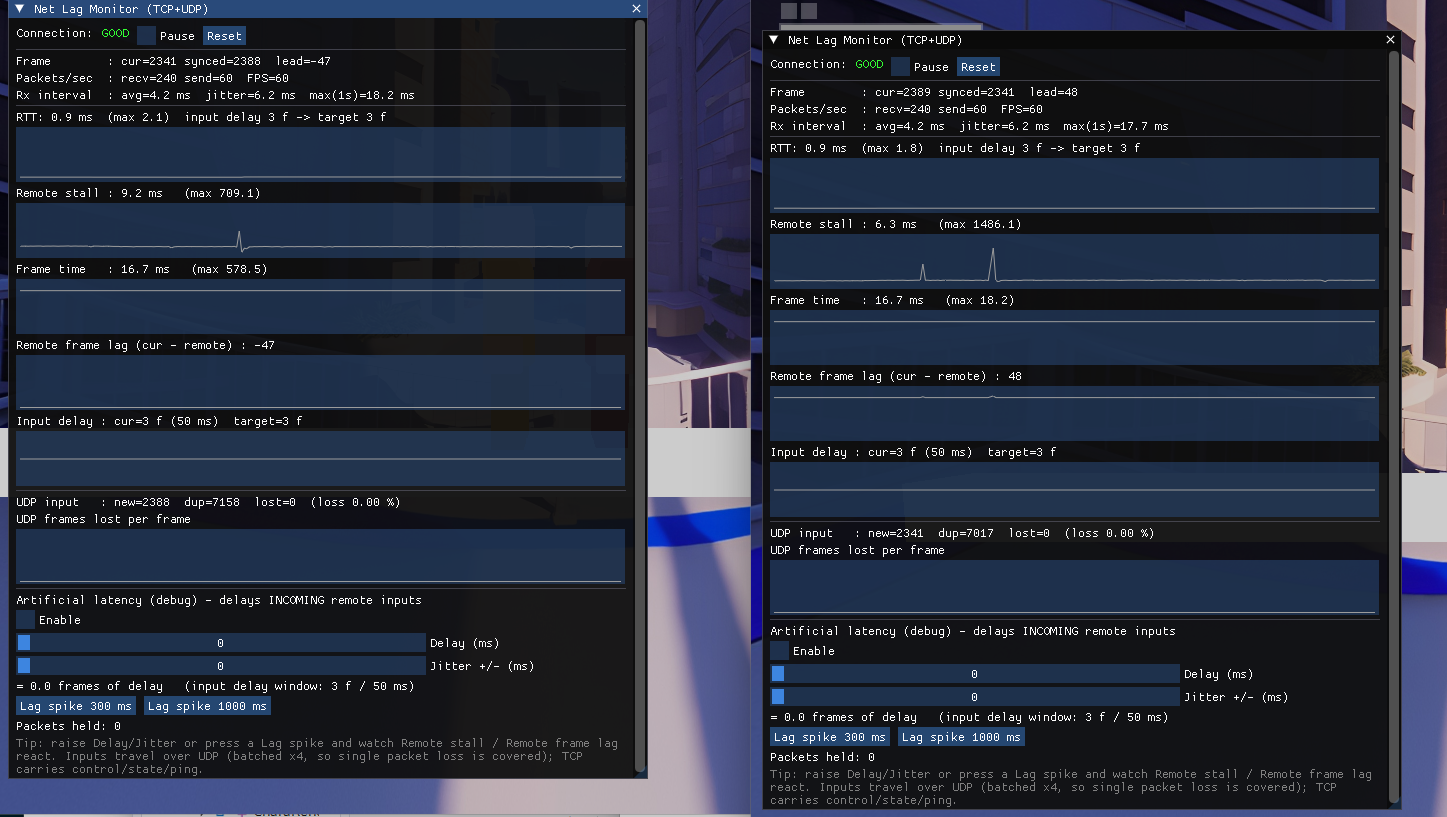 Net Lag Monitor (TCP+UDP)
Connection: GOOD Pause Reset
Frame : cur=2341 synced=2388 lead=-47
Packets/sec : recv=240 send=60 FPS=60
Rx interval : avg=4.2 ms jitter=6.2 ms max(1s)=18.2 ms
RTT: 0.9 ms (max 2.1) input delay 3 f -> target 3 f
Remote stall : 9.2 ms (max 709.1)
Frame time : 16.7 ms (max 578.5)
Remote frame lag (cur - remote) : -47
Input delay : cur=3 f (50 ms) target=3 f
UDP input : new=2388 dup=7158 lost=0 (loss 0.00 %)
UDP frames lost per frame
Artificial latency (debug) - delays INCOMING remote inputs
Enable
0 Delay (ms)
0 Jitter +/- (ms)
= 0.0 frames of delay (input delay window: 3 f / 50 ms)
Lag spike 300 ms Lag spike 1000 ms
Packets held: 0
Tip: raise Delay/Jitter or press a Lag spike and watch Remote stall / Remote frame lag
react. Inputs travel over UDP (batched x4, so single packet loss is covered); TCP
carries control/state/ping.
Net Lag Monitor (TCP+UDP)
Connection: GOOD Pause Reset
Frame : cur=2389 synced=2341 lead=48
Packets/sec : recv=240 send=60 FPS=60
Rx interval : avg=4.2 ms jitter=6.2 ms max(1s)=17.7 ms
RTT: 0.9 ms (max 1.8) input delay 3 f -> target 3 f
Remote stall : 6.3 ms (max 1486.1)
Frame time : 16.7 ms (max 18.2)
Remote frame lag (cur - remote) : 48
Input delay : cur=3 f (50 ms) target=3 f
UDP input : new=2341 dup=7017 lost=0 (loss 0.00 %)
UDP frames lost per frame
Artificial latency (debug) - delays INCOMING remote inputs
Enable
0 Delay (ms)
0 Jitter +/- (ms)
= 0.0 frames of delay (input delay window: 3 f / 50 ms)
Lag spike 300 ms Lag spike 1000 ms
Packets held: 0
Tip: raise Delay/Jitter or press a Lag spike and watch Remote stall / Remote frame lag
react. Inputs travel over UDP (batched x4, so single packet loss is covered); TCP
carries control/state/ping.